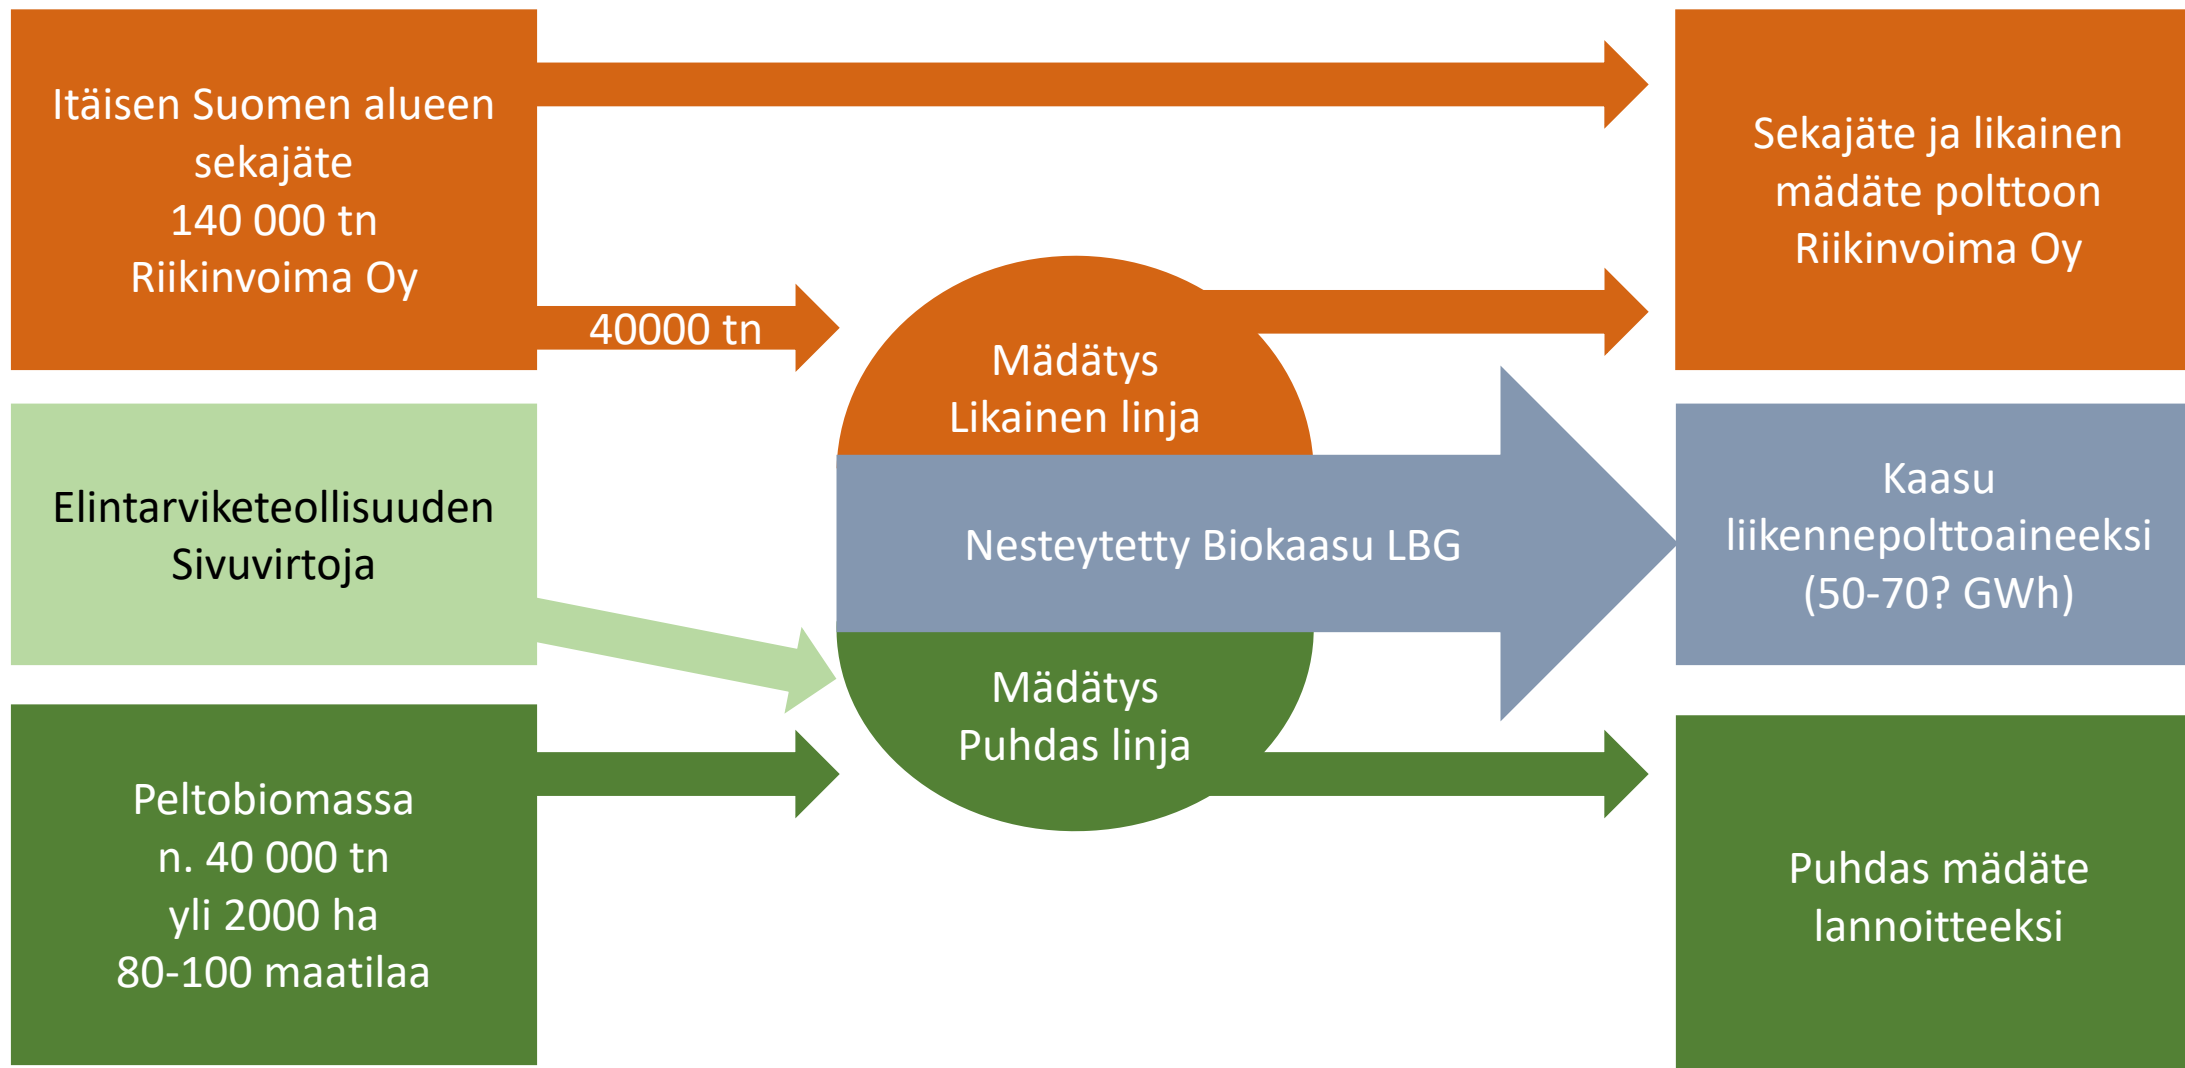 Itäisen Suomen alueen
sekajäte
140 000 tn
Riikinvoima Oy
40000 tn
Sekajäte ja likainen
mädäte polttoon
Riikinvoima Oy
Mädätys
Likainen linja
Elintarviketeollisuuden
Sivuvirtoja
Nesteytetty Biokaasu LBG
Kaasu
liikennepolttoaineeksi
(50-70? GWh)
Mädätys
Puhdas linja
Peltobiomassa
n. 40 000 tn
yli 2000 ha
80-100 maatilaa
Puhdas mädäte
lannoitteeksi